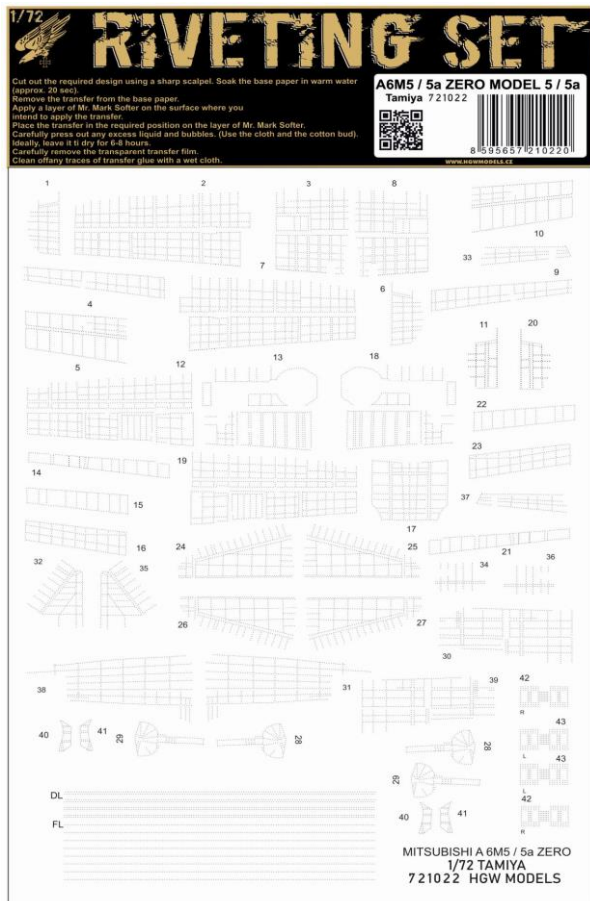 1/72
RIVETING SET
Cut out the required design using a sharp scalpel. Soak the base paper in warm water
(approx. 20 sec).
Remove the transfer from the base paper.
Apply a layer of Mr. Mark Softer on the surface where you
intend to apply the transfer.
Place the transfer in the required position on the layer of Mr. Mark Softer.
Carefully press out any excess liquid and bubbles. (Use the cloth and the cotton bud).
Ideally, leave it ti dry for 6-8 hours.
Carefully remove the transparent transfer film.
Clean offany traces of transfer glue with a wet cloth.
A6M5 / 5a ZERO MODEL 5 / 5a
Tamiya 721022
8 595657 210220
WWW.HGWMODELS.CZ
1 2 3 8
10
7 33
4 6 9
11 20
5 12 13 18
22
14 19 23
15 37
16 17
24 25 21 36
32 35 34
26 27
30
38 31 39 42
R
40 41 29 28 43
28 L
43
29 L
42
40 41 R
DL
FL
MITSUBISHI A 6M5 / 5a ZERO
1/72 TAMIYA
721022 HGW MODELS